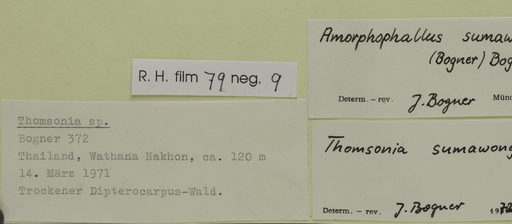 R. H. film 79 neg. 9
Thomsonia sp.
Bogner 372
Thailand, Wathana Nakhon, ca. 120 m
14. März 1971
Trockener Dipterocarpus-Wald.
Amorphophallus sumaw
(Bogner) Bog
Determ. – rev. J. Bogner Mün
Thomsonia sumawong
Determ. – rev. J. Bogner